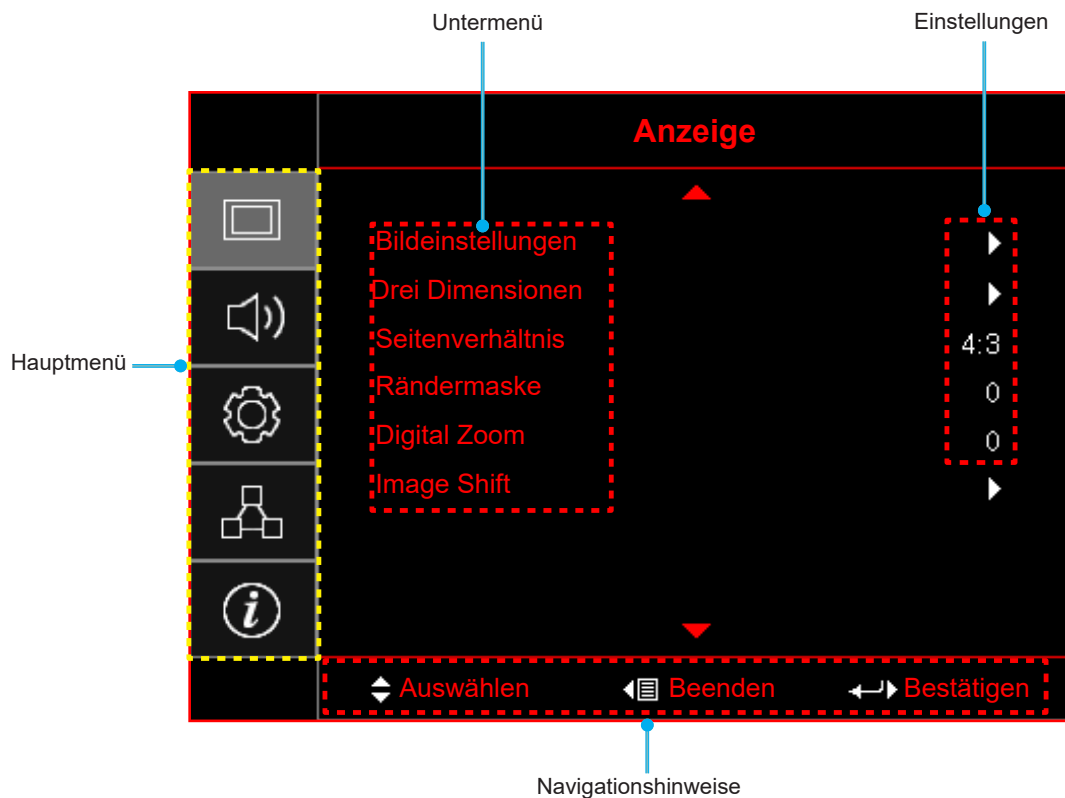 Untermenü
Einstellungen
Anzeige
Bildeinstellungen
Drei Dimensionen
Seitenverhältnis 4:3
Rändermaske 0
Digital Zoom 0
Image Shift
Hauptmenü
i
Auswählen Beenden Bestätigen
Navigationshinweise